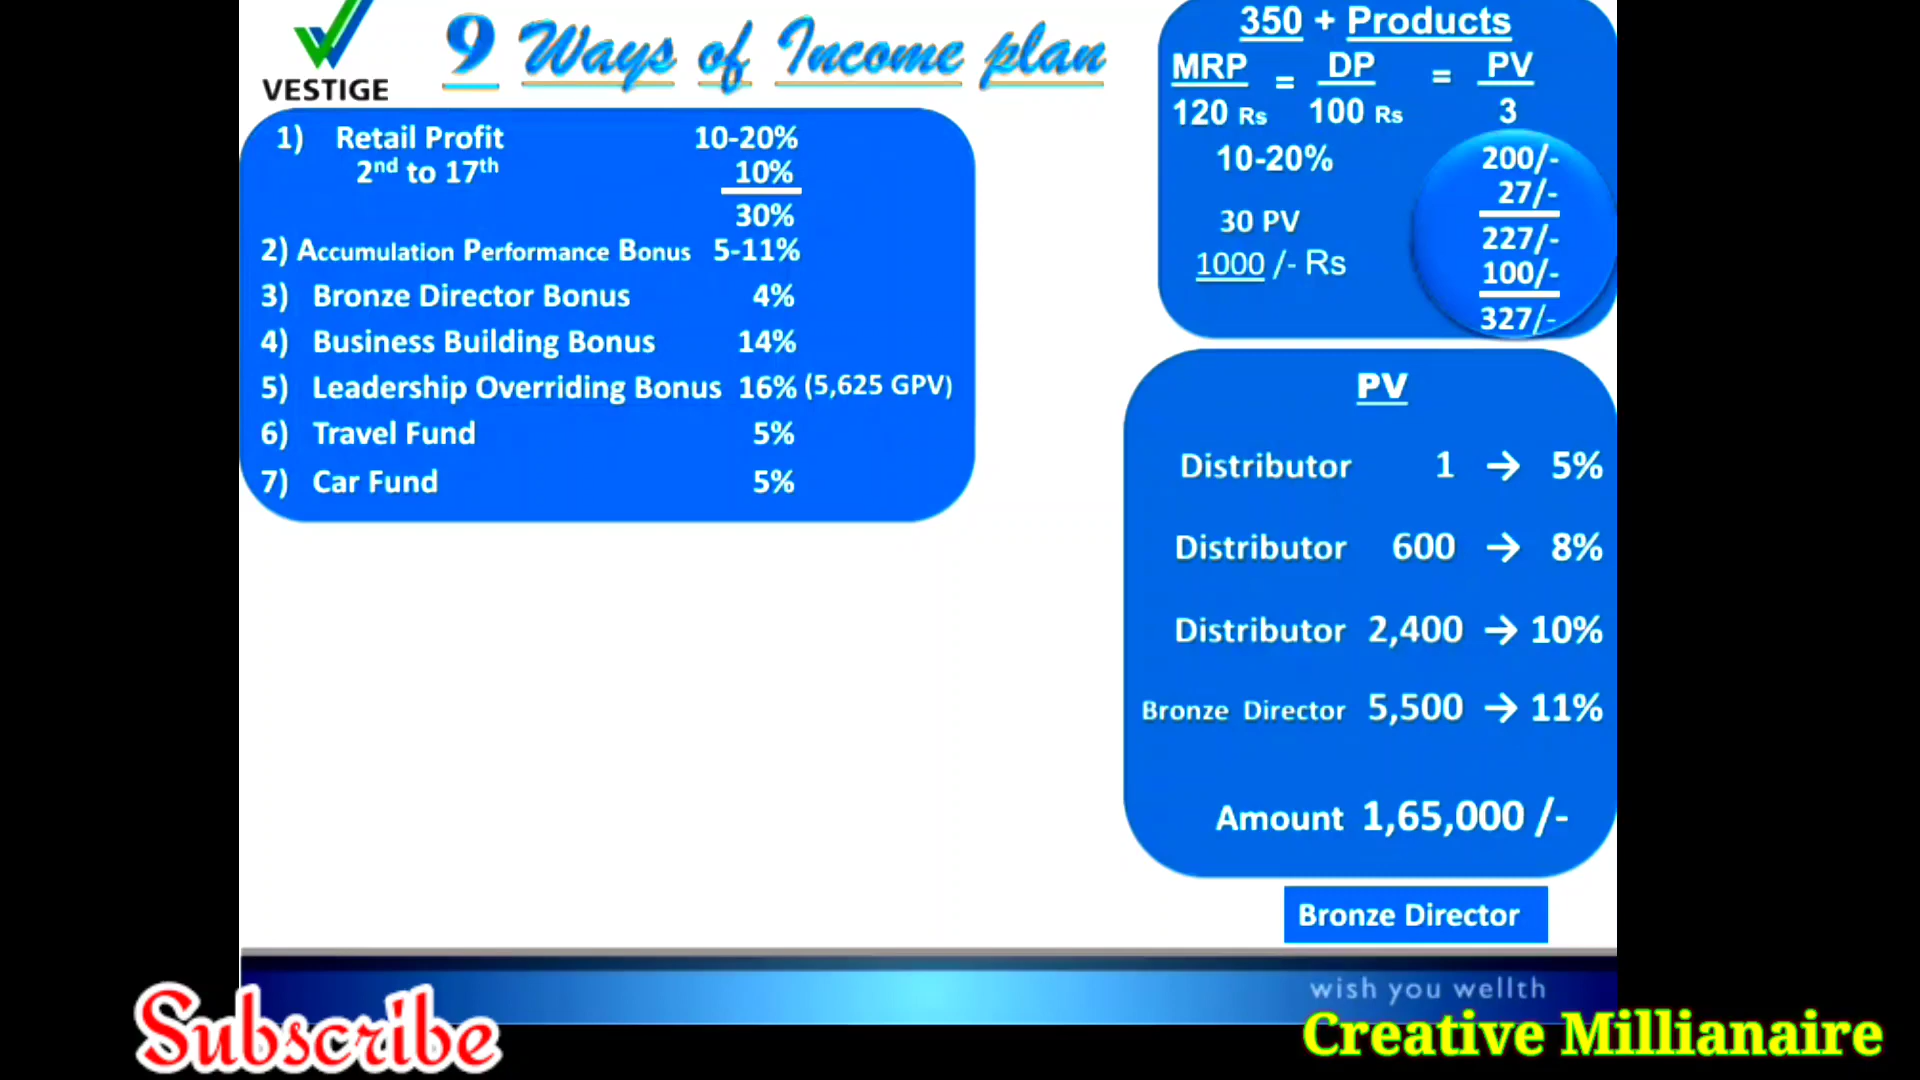 VESTIGE
9 Ways of Income plan
1) Retail Profit 10-20%
2nd to 17th 10%
30%
2) Accumulation Performance Bonus 5-11%
3) Bronze Director Bonus 4%
4) Business Building Bonus 14%
5) Leadership Overriding Bonus 16% (5,625 GPV)
6) Travel Fund 5%
7) Car Fund 5%
350 + Products
MRP = DP = PV
120 Rs 100 Rs 3
10-20% 200/-
27/-
30 PV 227/-
1000 /- Rs 100/-
327/-
PV
Distributor 1 → 5%
Distributor 600 → 8%
Distributor 2,400 → 10%
Bronze Director 5,500 → 11%
Amount 1,65,000 /-
Bronze Director
wish you wellth
Subscribe
Creative Millianaire